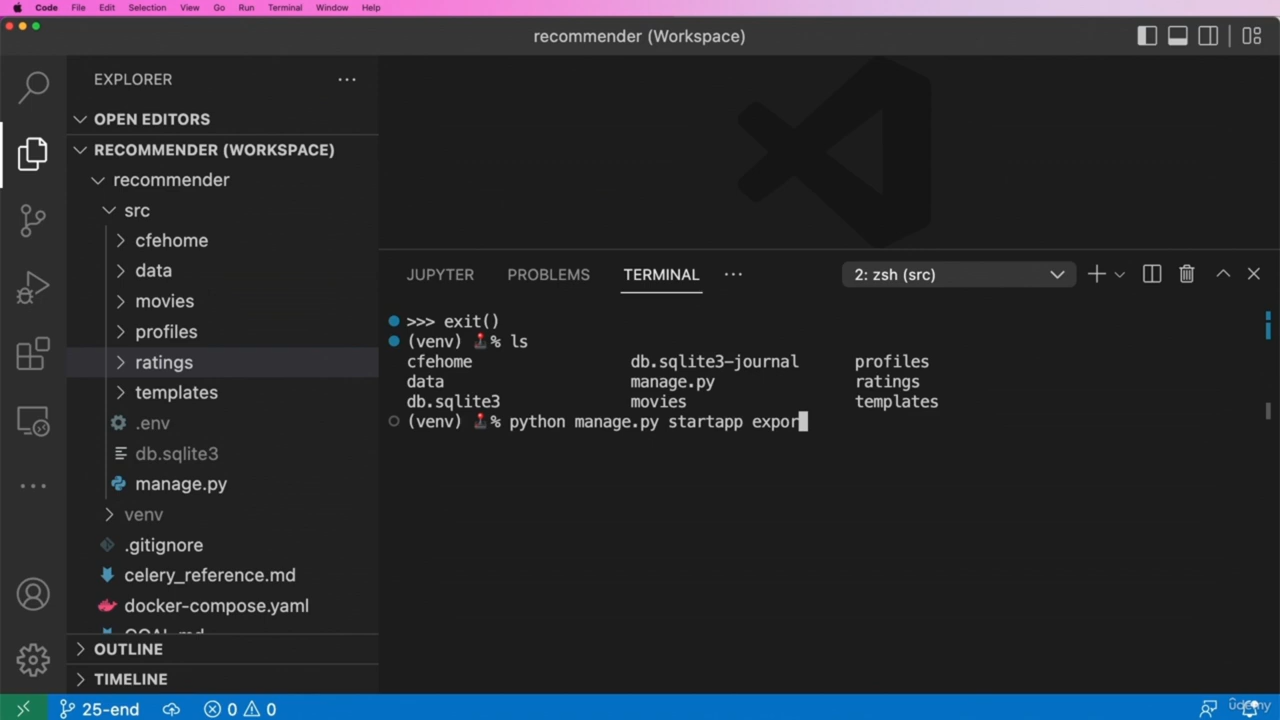 Code File Edit Selection View Go Run Terminal Window Help
recommender (Workspace)
EXPLORER
OPEN EDITORS
RECOMMENDER (WORKSPACE)
recommender
src
cfehome
data
movies
profiles
ratings
templates
.env
db.sqlite3
manage.py
venv
.gitignore
celery_reference.md
docker-compose.yaml
OUTLINE
TIMELINE
JUPYTER PROBLEMS TERMINAL
2: zsh (src)
>>> exit()
(venv) % ls
cfehome db.sqlite3-journal profiles
data manage.py ratings
db.sqlite3 movies templates
(venv) % python manage.py startapp expor
25-end 0 0
ûdemy